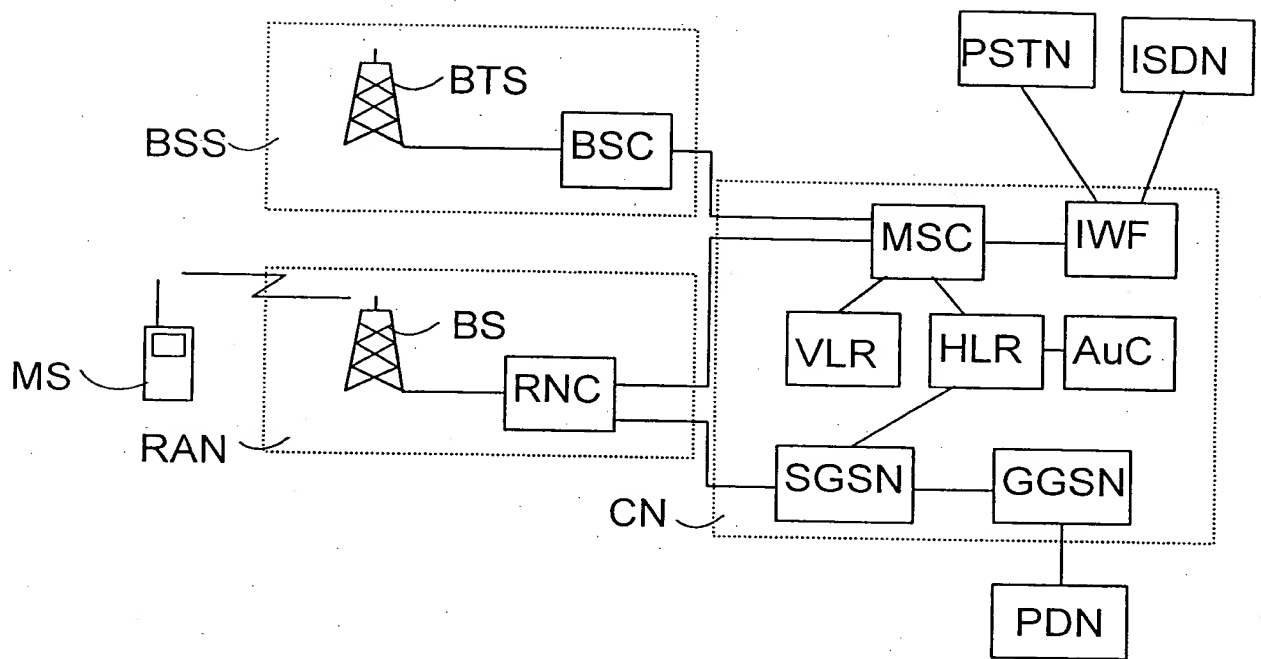 PSTN
ISDN
BTS
BSS
BSC
MSC
IWF
BS
VLR
HLR
AuC
MS
RNC
RAN
SGSN
GGSN
CN
PDN